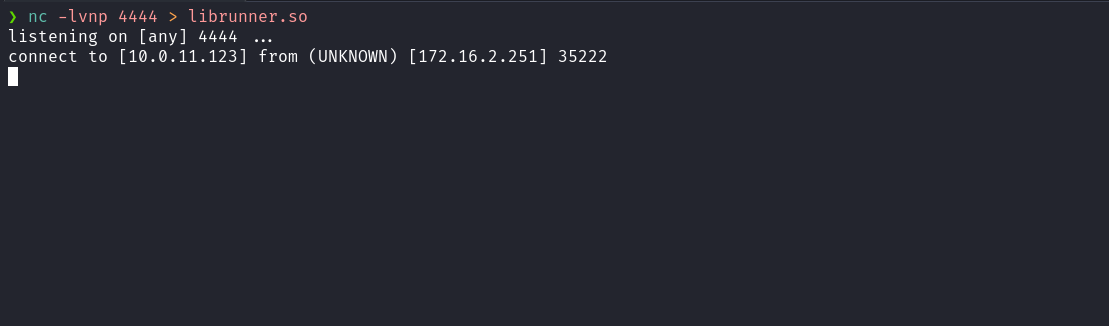 ❯ nc -lvnp 4444 > librunner.so
listening on [any] 4444 ...
connect to [10.0.11.123] from (UNKNOWN) [172.16.2.251] 35222